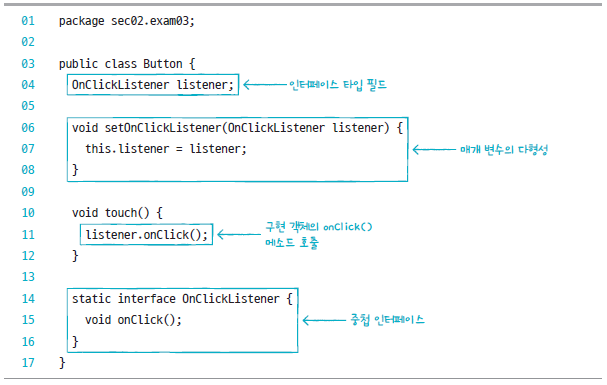 01 package sec02.exam03;
02
03 public class Button {
04 OnClickListener listener; 인터페이스 타입 필드
05
06 void setOnClickListener(OnClickListener listener) {
07 this.listener = listener; 매개 변수의 다형성
08 }
09
10 void touch() {
11 listener.onClick(); 구현 객체의 onClick()
메소드 호출
12 }
13
14 static interface OnClickListener {
15 void onClick(); 중첩 인터페이스
16 }
17 }